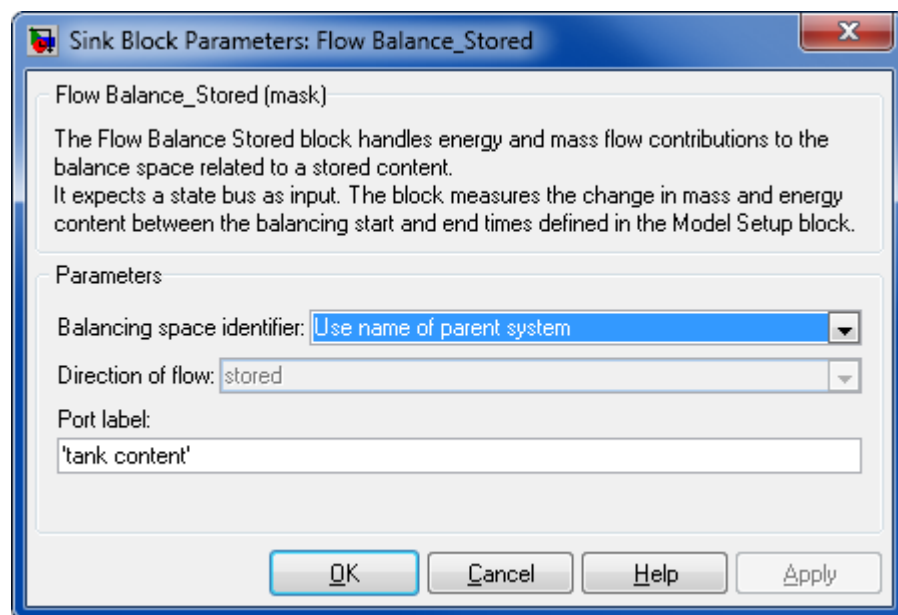 Sink Block Parameters: Flow Balance_Stored
Flow Balance_Stored (mask)
The Flow Balance Stored block handles energy and mass flow contributions to the
balance space related to a stored content.
It expects a state bus as input. The block measures the change in mass and energy
content between the balancing start and end times defined in the Model Setup block.
Parameters
Balancing space identifier: Use name of parent system
Direction of flow: stored
Port label:
'tank content'
OK Cancel Help Apply